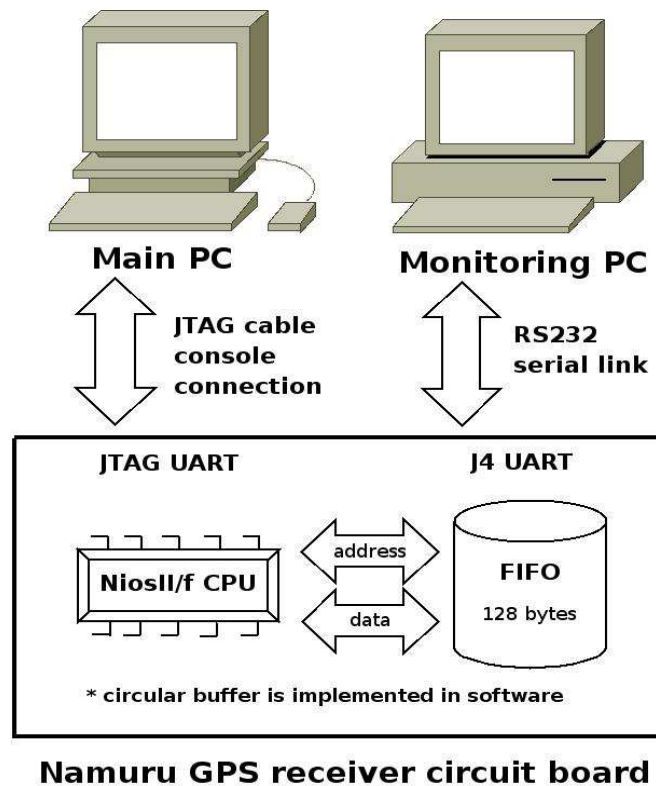 Main PC
Monitoring PC
JTAG cable
console
connection
RS232
serial link
JTAG UART
J4 UART
NiosII/f CPU
address
data
FIFO
128 bytes
* circular buffer is implemented in software
Namuru GPS receiver circuit board